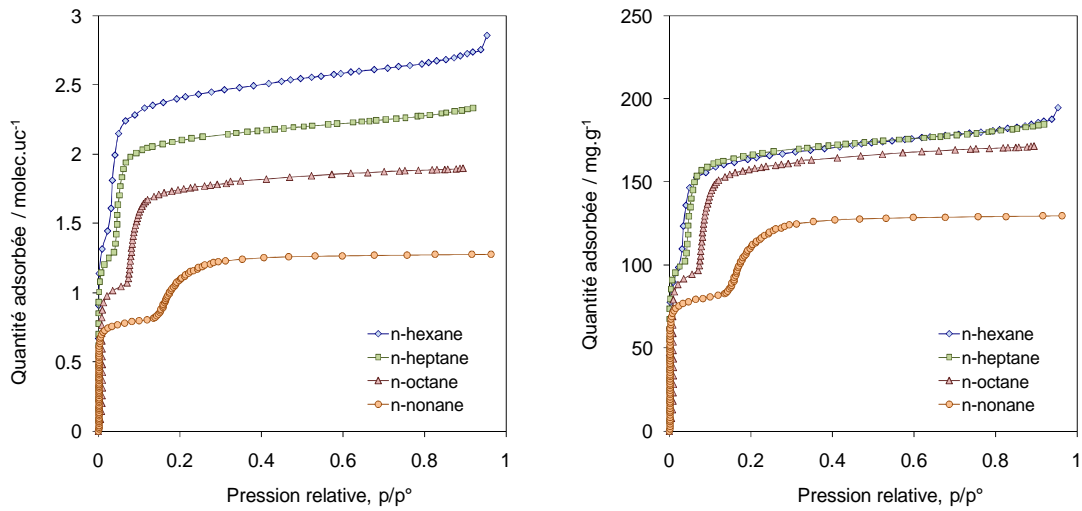 Quantité adsorbée / molec.uc⁻¹
3
2.5
2
1.5
1
0.5
0
0 0.2 0.4 0.6 0.8 1
Pression relative, p/p°
n-hexane
n-heptane
n-octane
n-nonane
Quantité adsorbée / mg.g⁻¹
250
200
150
100
50
0
0 0.2 0.4 0.6 0.8 1
Pression relative, p/p°
n-hexane
n-heptane
n-octane
n-nonane